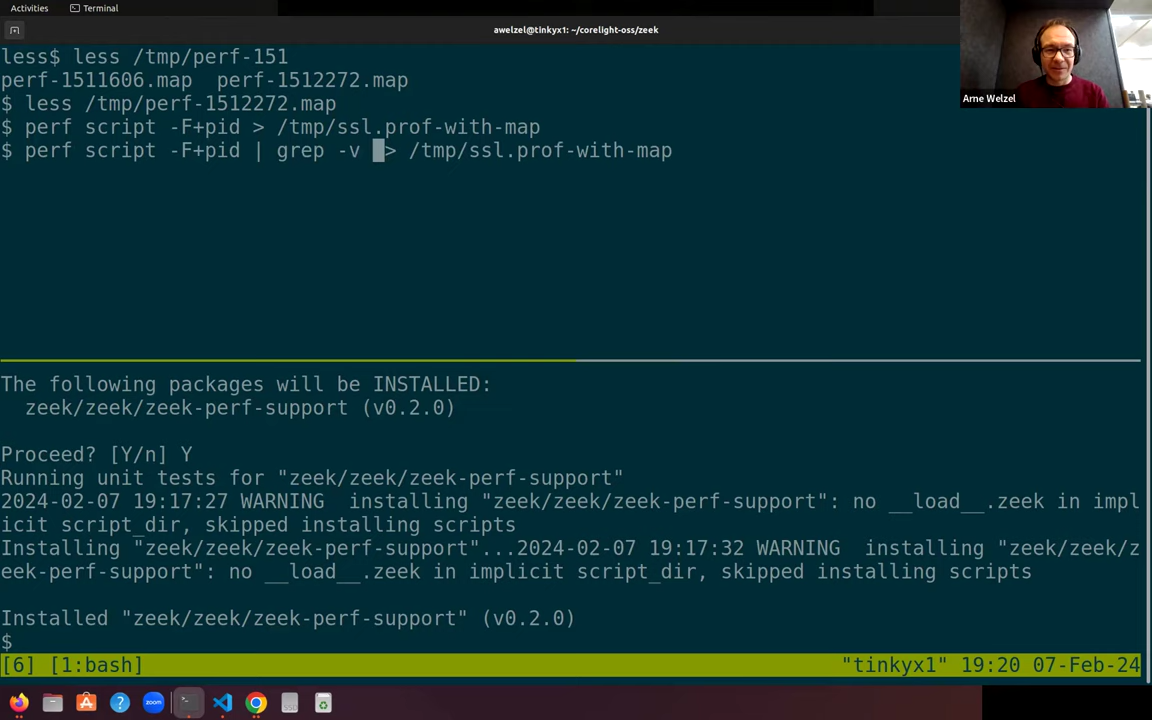 Activities
Terminal
awelzel@tinkyx1: ~/corelight-oss/zeek
Arne Welzel
less$ less /tmp/perf-151
perf-1511606.map  perf-1512272.map
$ less /tmp/perf-1512272.map
$ perf script -F+pid > /tmp/ssl.prof-with-map
$ perf script -F+pid | grep -v > /tmp/ssl.prof-with-map
The following packages will be INSTALLED:
  zeek/zeek/zeek-perf-support (v0.2.0)
Proceed? [Y/n] Y
Running unit tests for "zeek/zeek/zeek-perf-support"
2024-02-07 19:17:27 WARNING  installing "zeek/zeek/zeek-perf-support": no __load__.zeek in impl
icit script_dir, skipped installing scripts
Installing "zeek/zeek/zeek-perf-support"...2024-02-07 19:17:32 WARNING  installing "zeek/zeek/z
eek-perf-support": no __load__.zeek in implicit script_dir, skipped installing scripts
Installed "zeek/zeek/zeek-perf-support" (v0.2.0)
$
[6] [1:bash]
"tinkyx1" 19:20 07-Feb-24
zoom